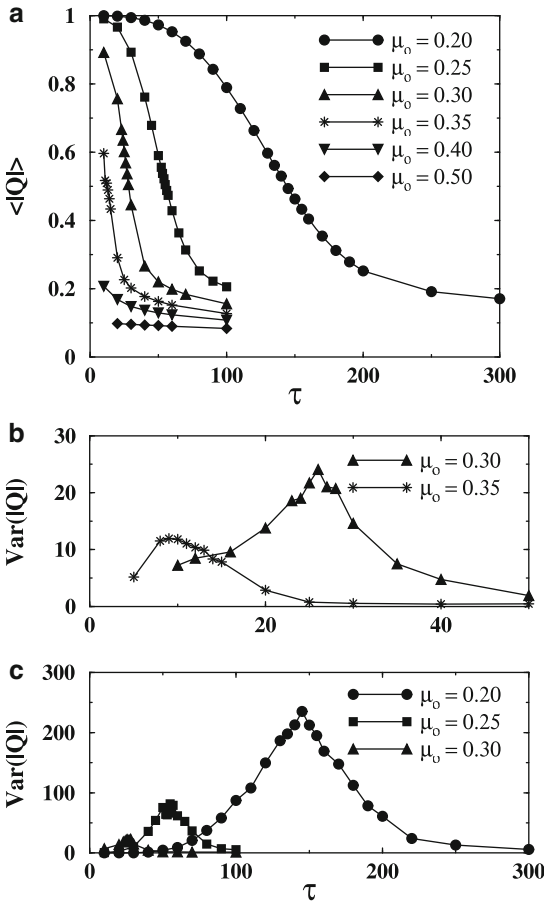 a
1
0.8
0.6
0.4
0.2
0
<|Q|>
μo = 0.20
μo = 0.25
μo = 0.30
μo = 0.35
μo = 0.40
μo = 0.50
0 100 200 300
τ
b
30
20
10
0
Var(|Q|)
μo = 0.30
μo = 0.35
0 20 40
c
300
200
100
0
Var(|Q|)
μo = 0.20
μo = 0.25
μo = 0.30
0 100 200 300
τ